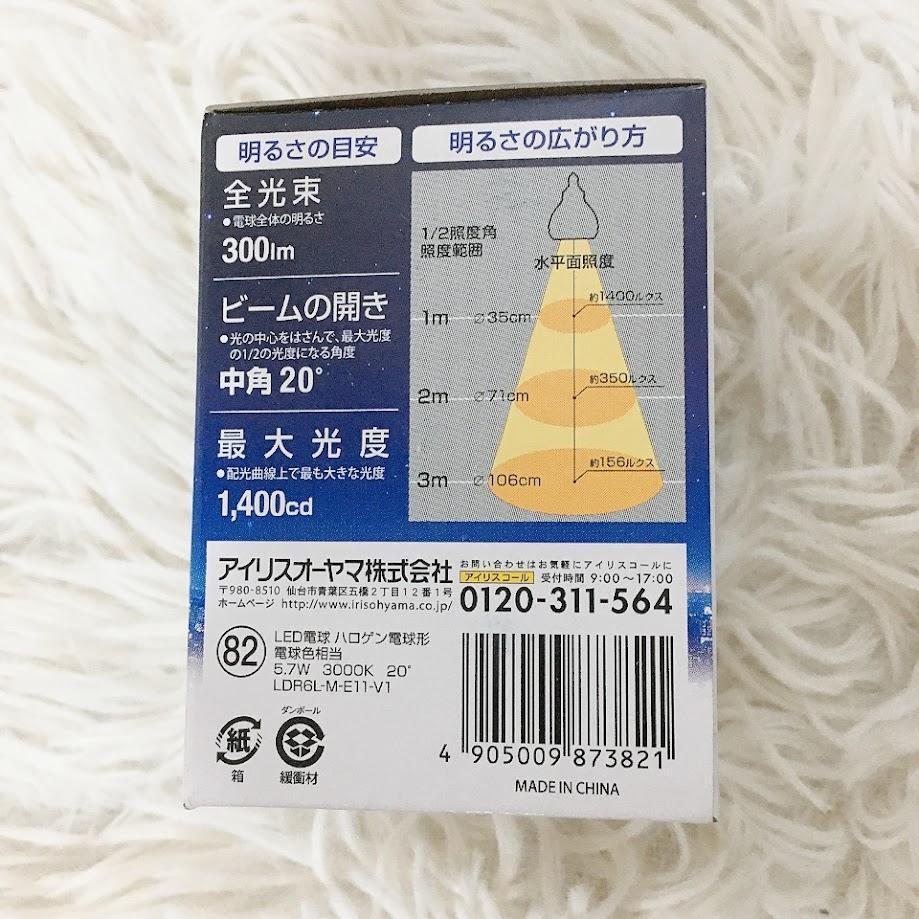 明るさの目安
全光束
●電球全体の明るさ
300lm
ビームの開き
●光の中心をはさんで、最大光度
の1/2の光度になる角度
中角 20°
最大光度
●配光曲線上で最も大きな光度
1,400cd
明るさの広がり方
1/2照度角
照度範囲
水平面照度
1m ⌀35cm 約1400ルクス
2m ⌀71cm 約350ルクス
3m ⌀106cm 約156ルクス
アイリスオーヤマ株式会社
〒980-8510 仙台市青葉区五橋2丁目12番1号
ホームページ http://www.irisohyama.co.jp/
お問い合わせはお気軽にアイリスコールに
アイリスコール 受付時間 9:00～17:00
0120-311-564
82
LED電球 ハロゲン電球形
電球色相当
5.7W 3000K 20°
LDR6L-M-E11-V1
紙
箱
ダンボール
緩衝材
4 905009 873821
MADE IN CHINA